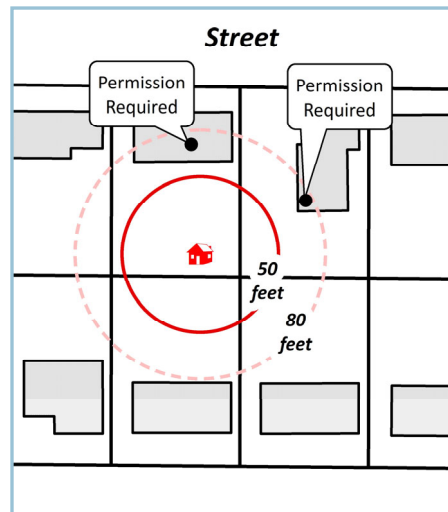 Street
Permission
Required
Permission
Required
50
feet
80
feet